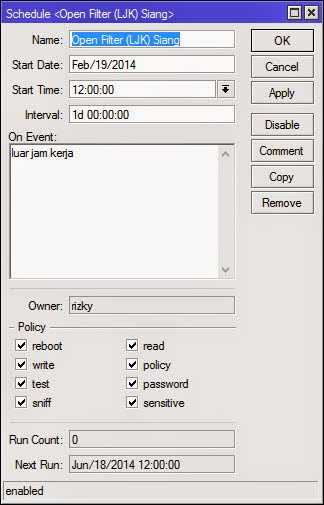 Schedule <Open Filter (LJK) Siang>
Name: Open Filter (LJK) Siang OK
Start Date: Feb/19/2014 Cancel
Start Time: 12:00:00 Apply
Interval: 1d 00:00:00
On Event: Disable
luar jam kerja
Comment
Copy
Remove
Owner: rizky
Policy
reboot read
write policy
test password
sniff sensitive
Run Count: 0
Next Run: Jun/18/2014 12:00:00
enabled